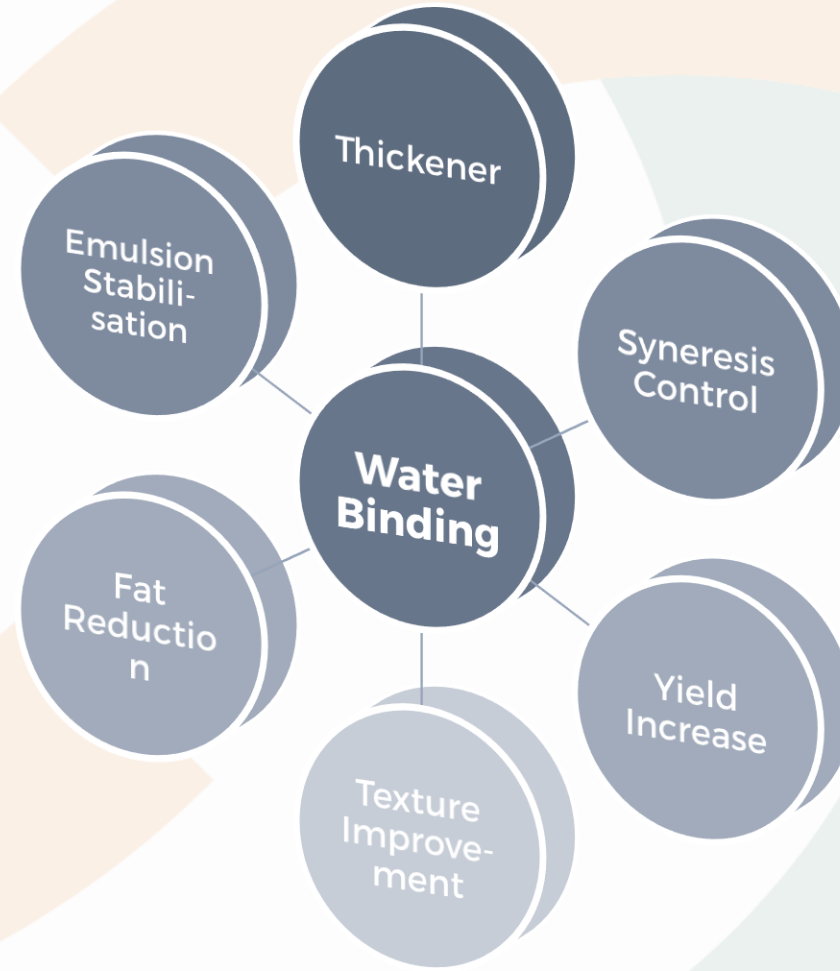 Thickener
Emulsion
Stabili-
sation
Syneresis
Control
Water
Binding
Fat
Reductio
n
Yield
Increase
Texture
Improve-
ment